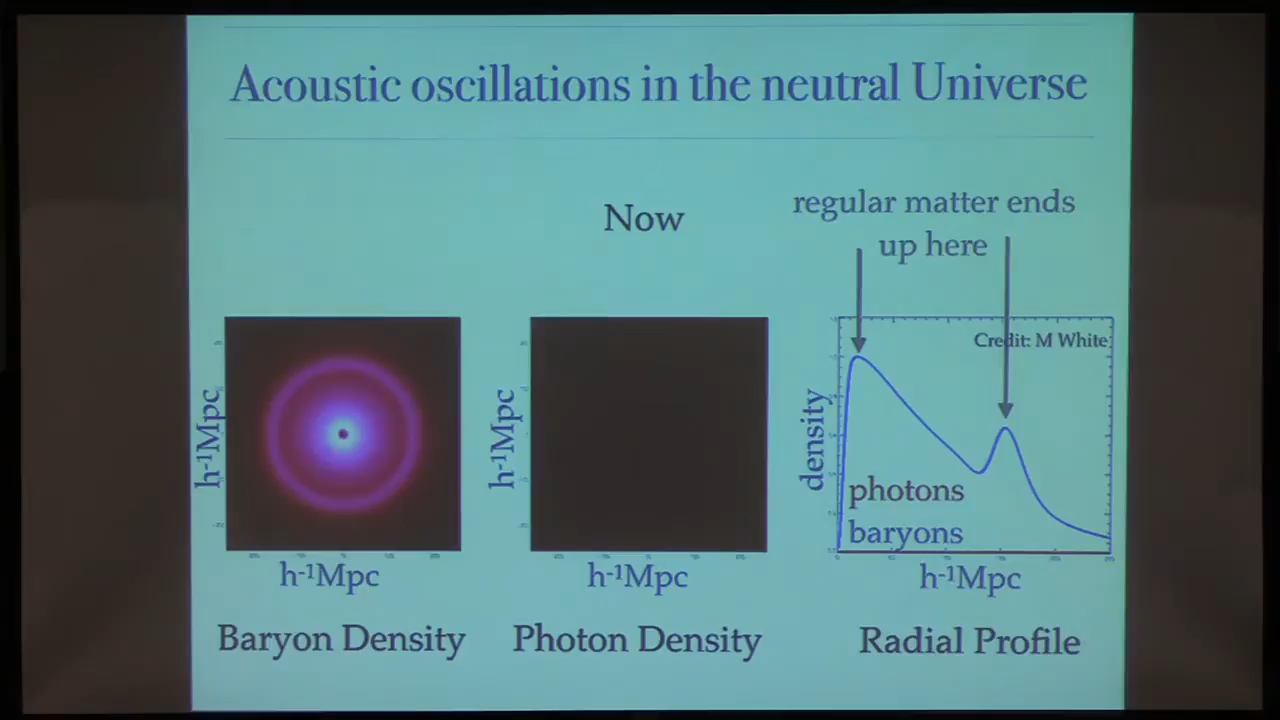 Acoustic oscillations in the neutral Universe
Now
regular matter ends
up here
Credit: M White
h-1Mpc
h-1Mpc
density
photons
baryons
h-1Mpc
h-1Mpc
h-1Mpc
Baryon Density
Photon Density
Radial Profile